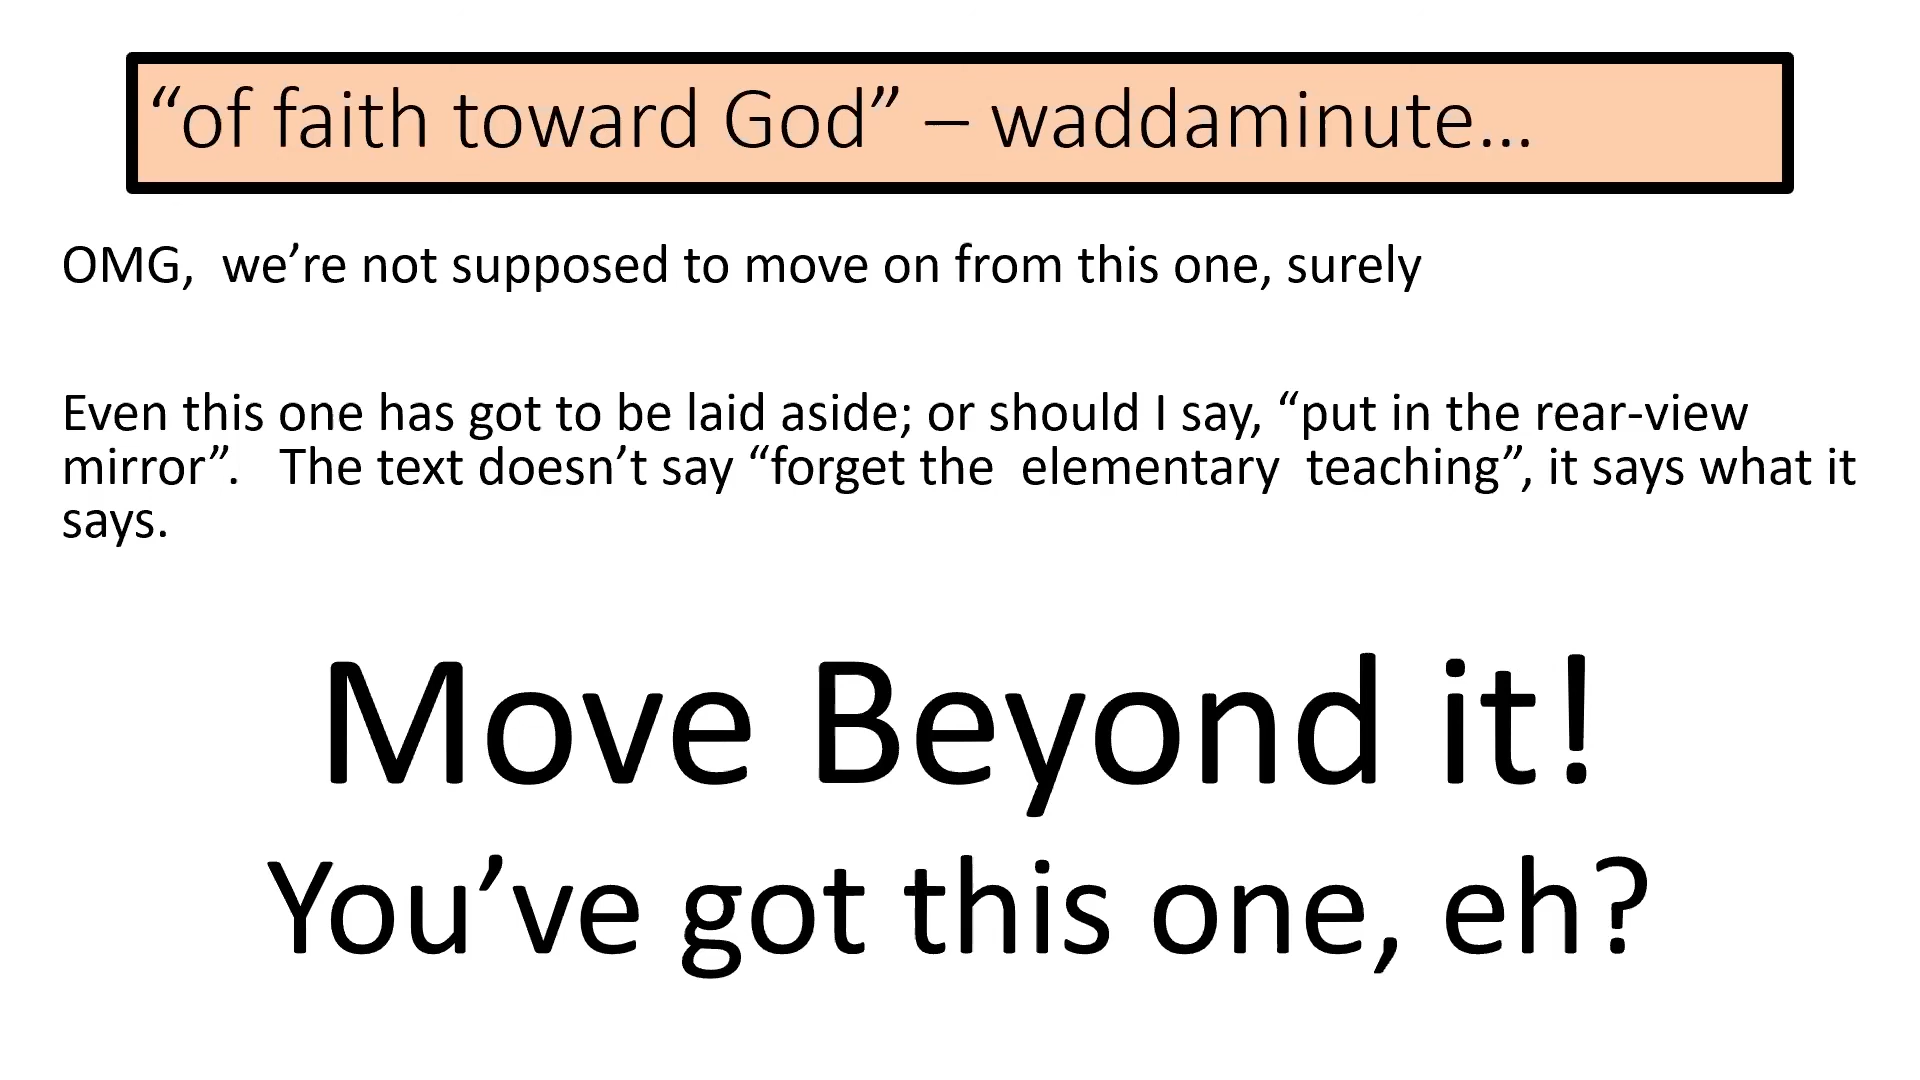 “of faith toward God” – waddaminute…
OMG,  we’re not supposed to move on from this one, surely
Even this one has got to be laid aside; or should I say, “put in the rear-view
mirror”.   The text doesn’t say “forget the  elementary  teaching”, it says what it
says.
Move Beyond it!
You’ve got this one, eh?